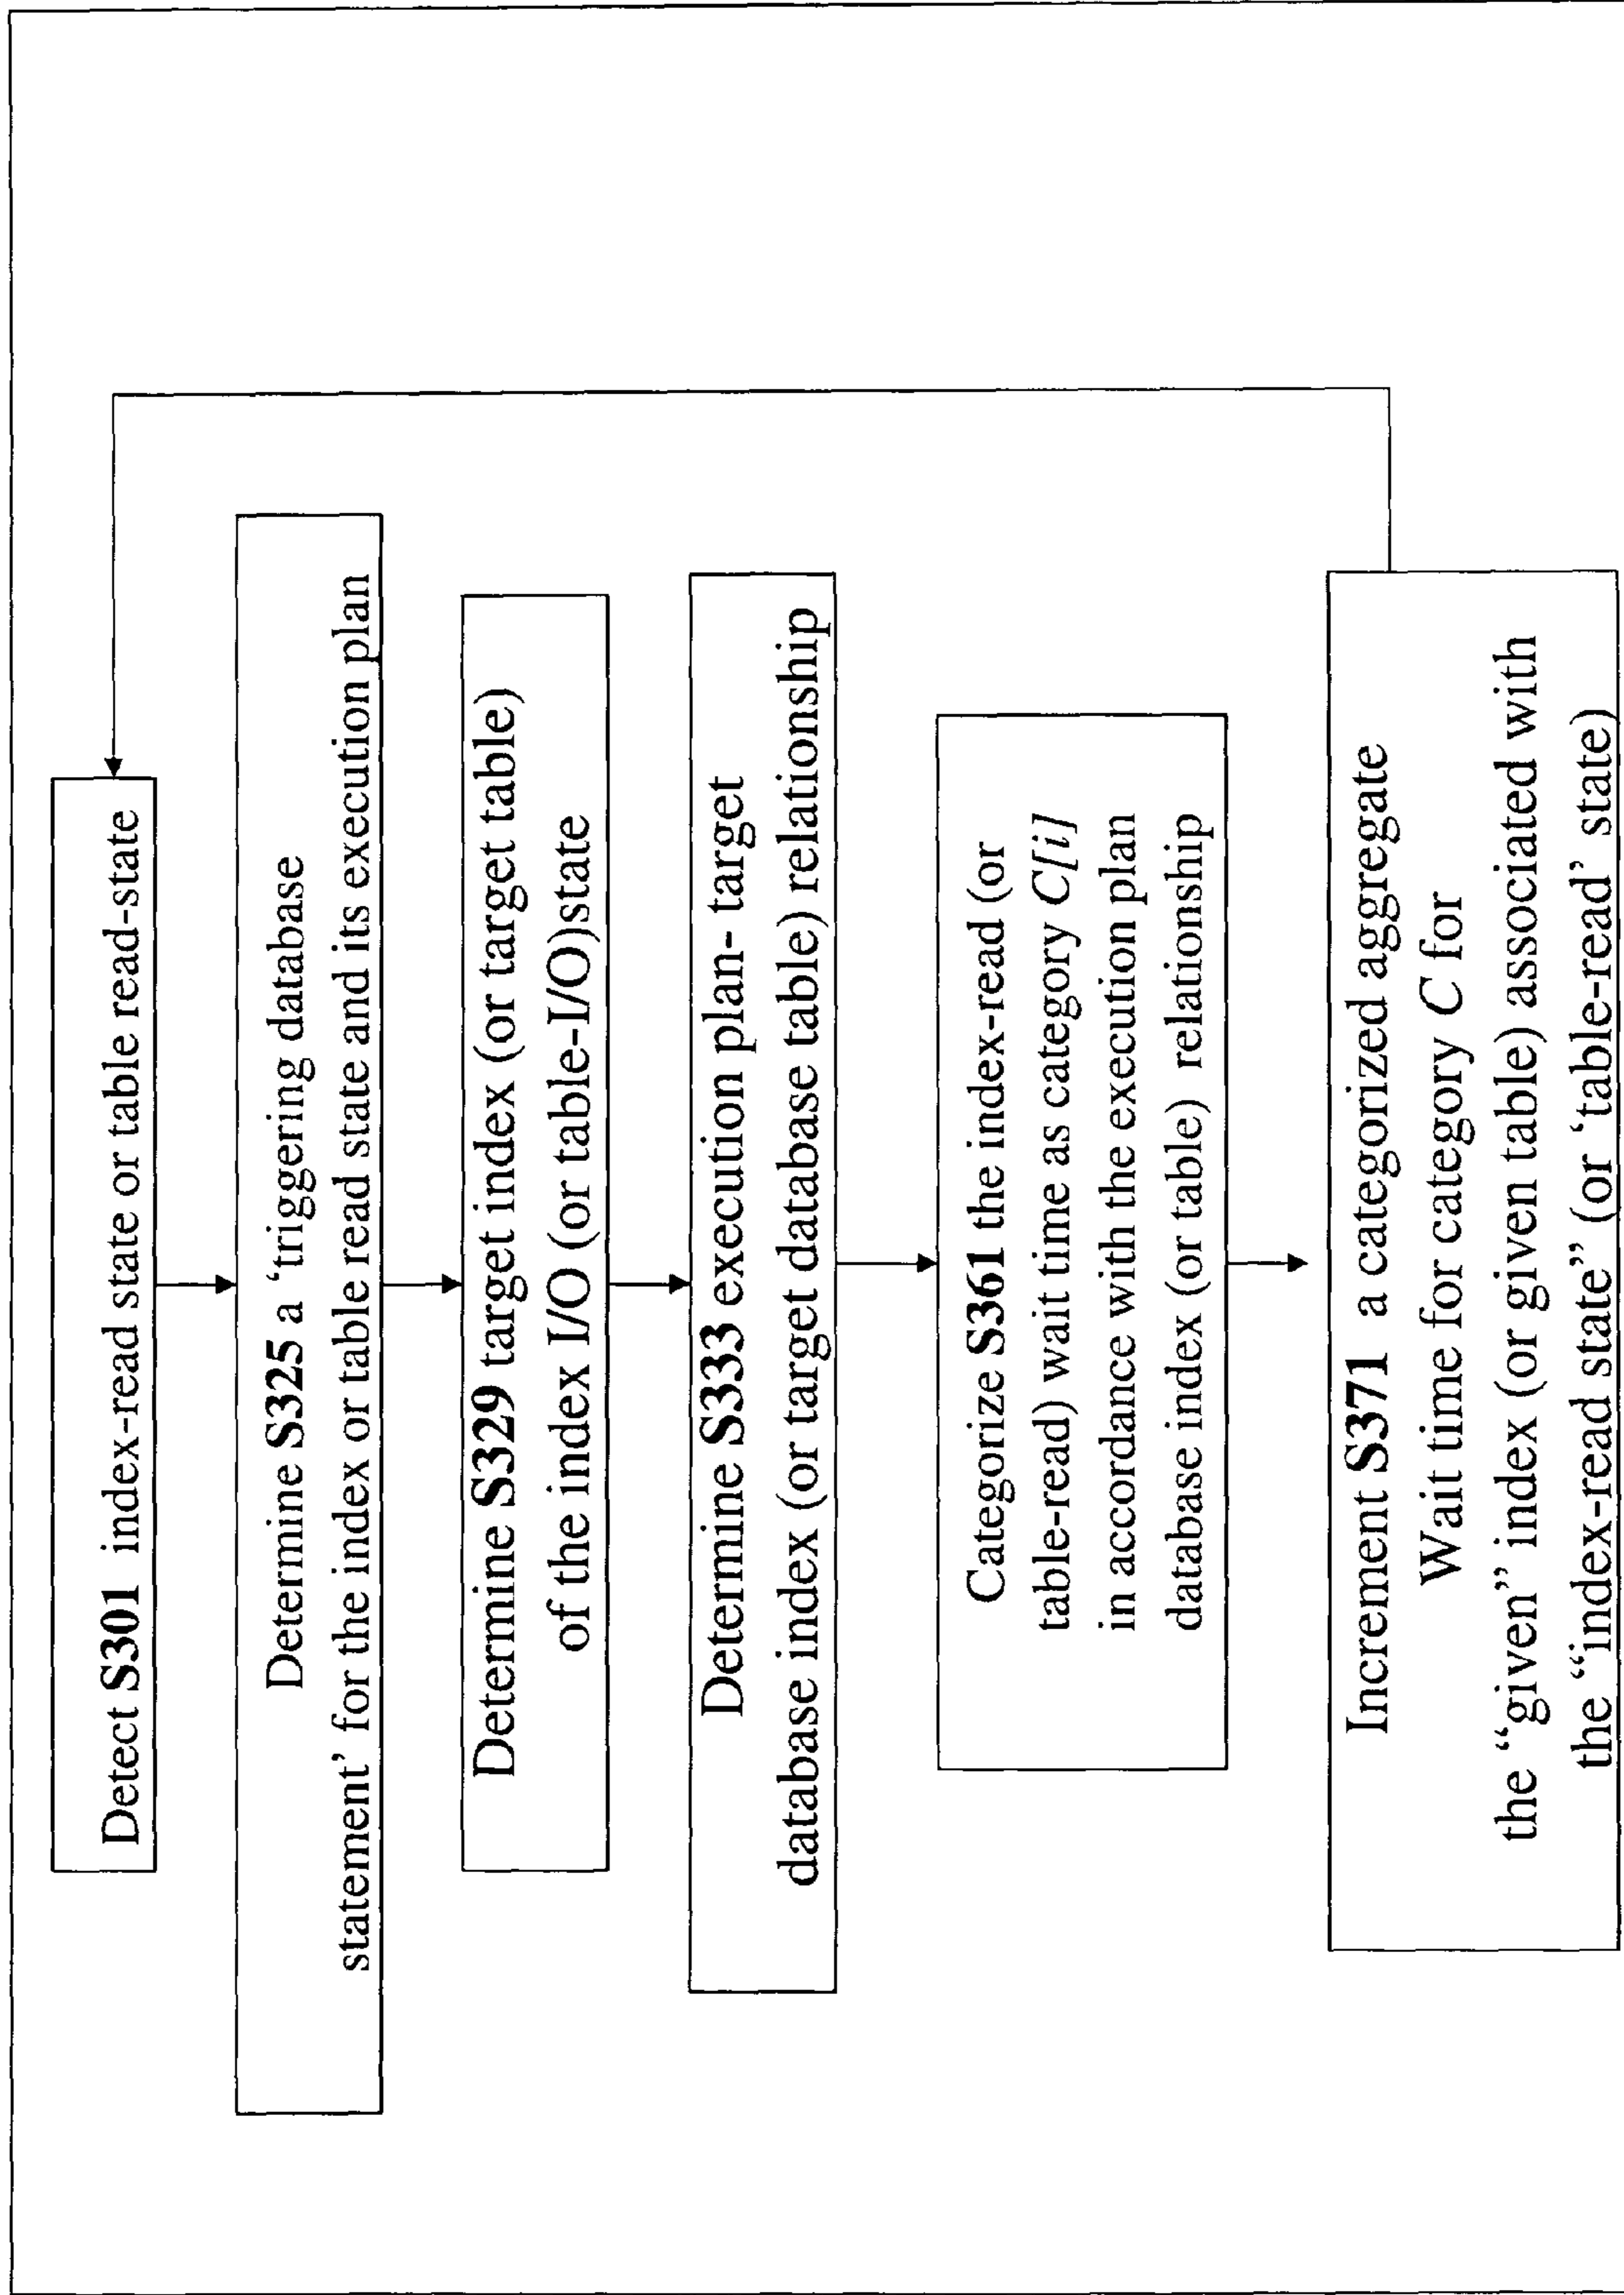 Detect S301 index-read state or table read-state
Determine S325 a ‘triggering database
statement’ for the index or table read state and its execution plan
Determine S329 target index (or target table)
of the index I/O (or table-I/O)state
Determine S333 execution plan- target
database index (or target database table) relationship
Categorize S361 the index-read (or
table-read) wait time as category C[i]
in accordance with the execution plan
database index (or table) relationship
Increment S371 a categorized aggregate
Wait time for category C for
the “given” index (or given table) associated with
the “index-read state” (or ‘table-read’ state)